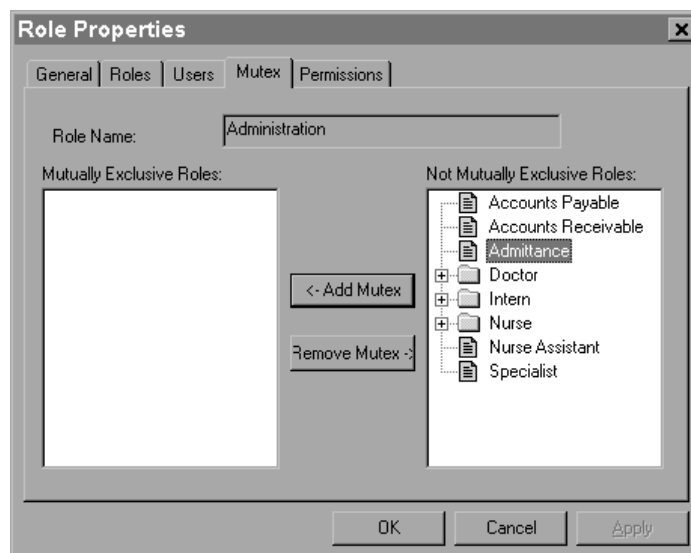 Role Properties
General Roles Users Mutex Permissions
Role Name: Administration
Mutually Exclusive Roles: Not Mutually Exclusive Roles:
Accounts Payable
Accounts Receivable
Admittance
Doctor
<- Add Mutex
Intern
Nurse
Remove Mutex ->
Nurse Assistant
Specialist
OK Cancel Apply